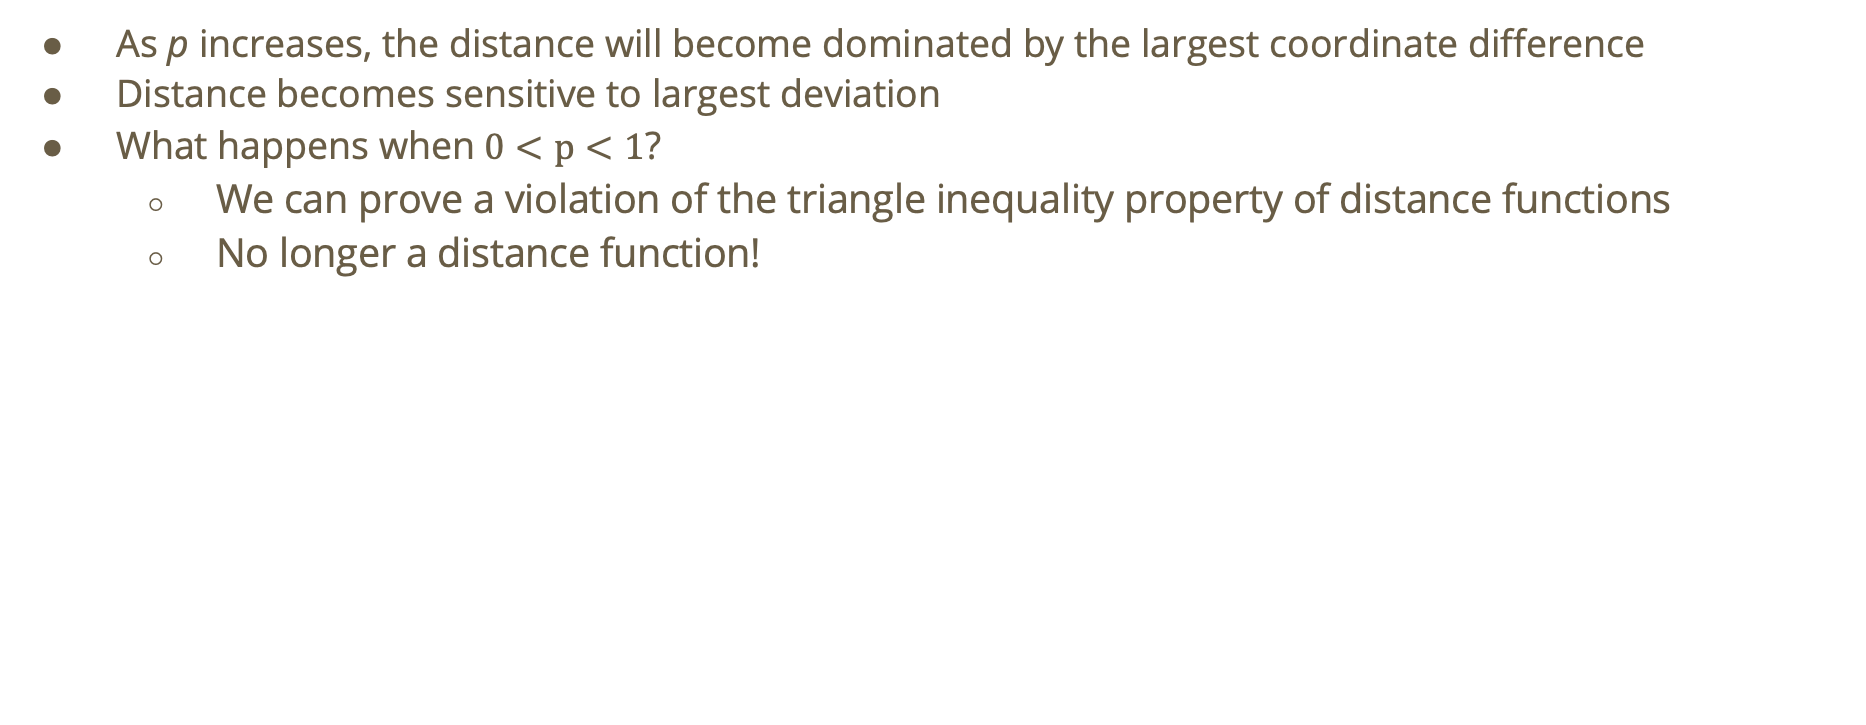 ● As p increases, the distance will become dominated by the largest coordinate difference
● Distance becomes sensitive to largest deviation
● What happens when 0 < p < 1?
○ We can prove a violation of the triangle inequality property of distance functions
○ No longer a distance function!